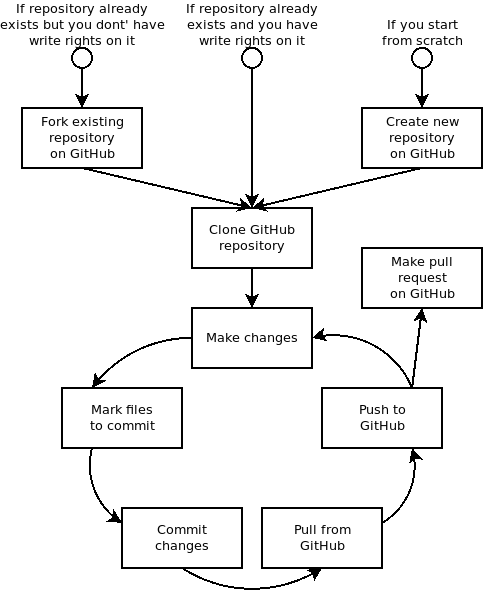 If repository already
exists but you dont' have
write rights on it
If repository already
exists and you have
write rights on it
If you start
from scratch
Fork existing
repository
on GitHub
Create new
repository
on GitHub
Clone GitHub
repository
Make pull
request
on GitHub
Make changes
Mark files
to commit
Push to
GitHub
Commit
changes
Pull from
GitHub